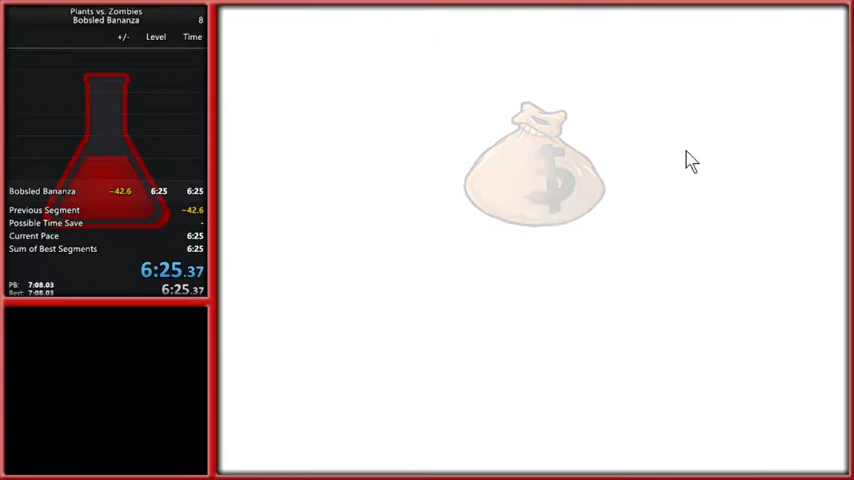 Plants vs. Zombies
Bobsled Bananza 8
+/- Level Time
Bobsled Bananza −42.6 6:25 6:25
Previous Segment −42.6
Possible Time Save -
Current Pace 6:25
Sum of Best Segments 6:25
6:25.37
PB: 7:08.03
Best: 7:08.03 6:25.37
$